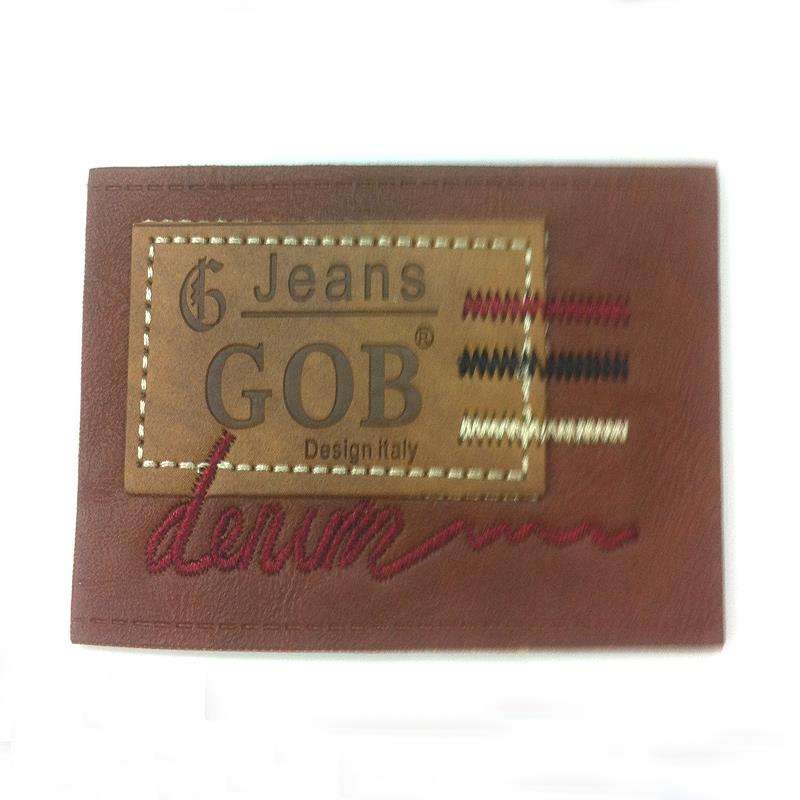 G Jeans
GOB®
Design italy
denim